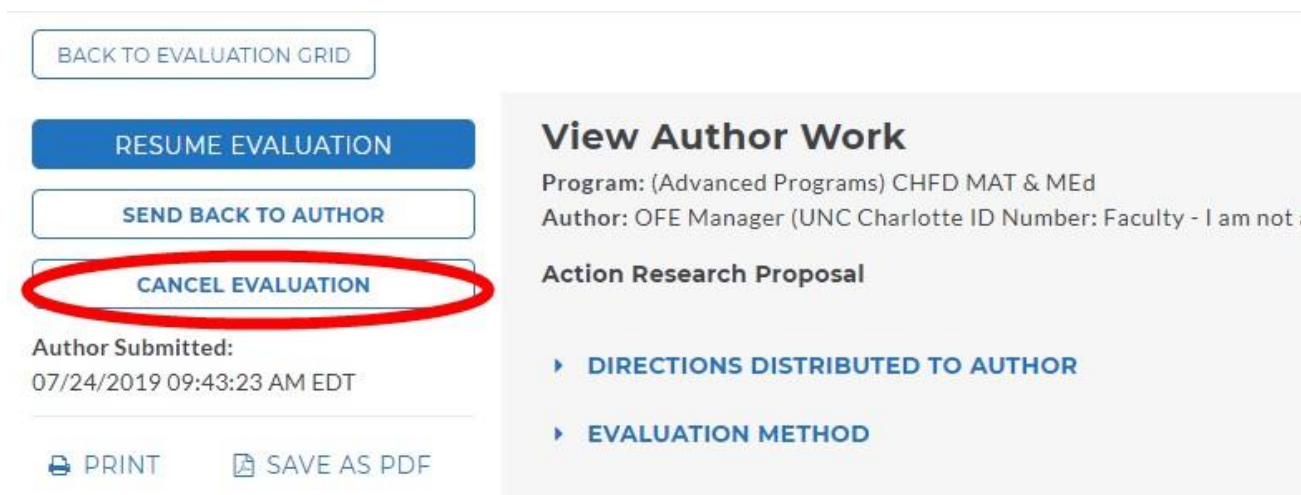 BACK TO EVALUATION GRID
RESUME EVALUATION
SEND BACK TO AUTHOR
CANCEL EVALUATION
Author Submitted:
07/24/2019 09:43:23 AM EDT
PRINT
SAVE AS PDF
View Author Work
Program: (Advanced Programs) CHFD MAT & MEd
Author: OFE Manager (UNC Charlotte ID Number: Faculty - I am not
Action Research Proposal
DIRECTIONS DISTRIBUTED TO AUTHOR
EVALUATION METHOD